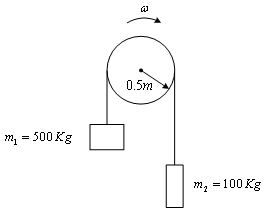 ω
0.5m
m₁ = 500 Kg
m₂ = 100 Kg